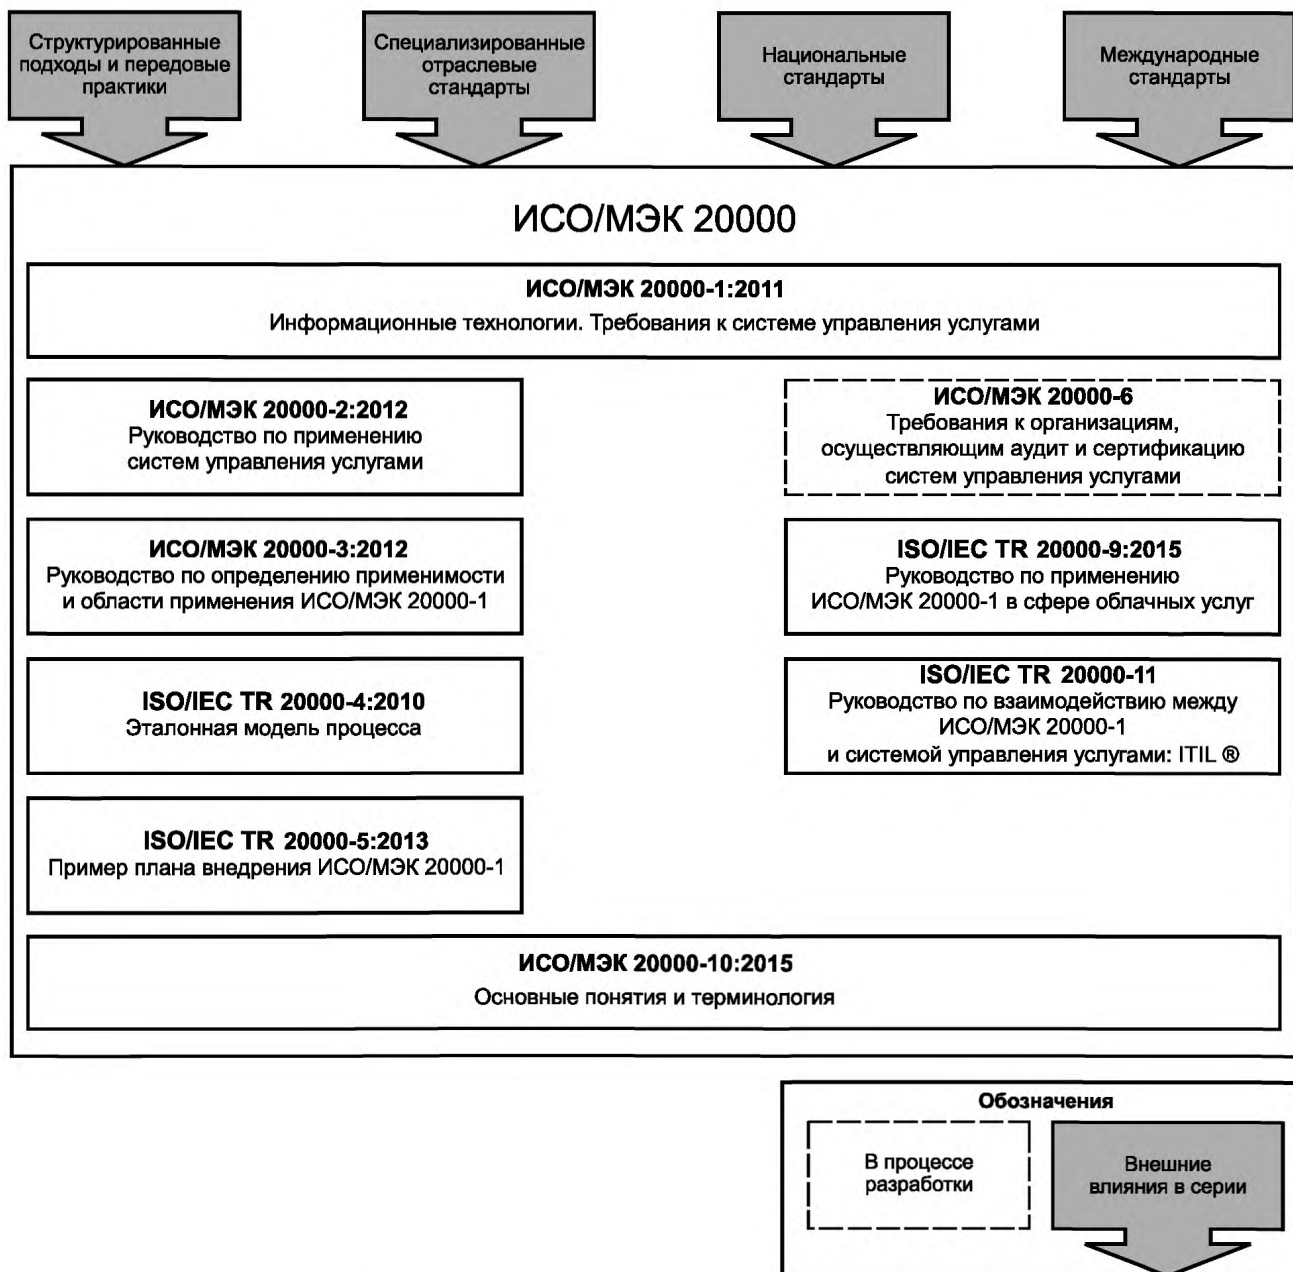 Структурированные
подходы и передовые
практики
Специализированные
отраслевые
стандарты
Национальные
стандарты
Международные
стандарты
ИСО/МЭК 20000
ИСО/МЭК 20000-1:2011
Информационные технологии. Требования к системе управления услугами
ИСО/МЭК 20000-2:2012
Руководство по применению
систем управления услугами
ИСО/МЭК 20000-6
Требования к организациям,
осуществляющим аудит и сертификацию
систем управления услугами
ИСО/МЭК 20000-3:2012
Руководство по определению применимости
и области применения ИСО/МЭК 20000-1
ISO/IEC TR 20000-9:2015
Руководство по применению
ИСО/МЭК 20000-1 в сфере облачных услуг
ISO/IEC TR 20000-4:2010
Эталонная модель процесса
ISO/IEC TR 20000-11
Руководство по взаимодействию между
ИСО/МЭК 20000-1
и системой управления услугами: ITIL ®
ISO/IEC TR 20000-5:2013
Пример плана внедрения ИСО/МЭК 20000-1
ИСО/МЭК 20000-10:2015
Основные понятия и терминология
Обозначения
В процессе
разработки
Внешние
влияния в серии